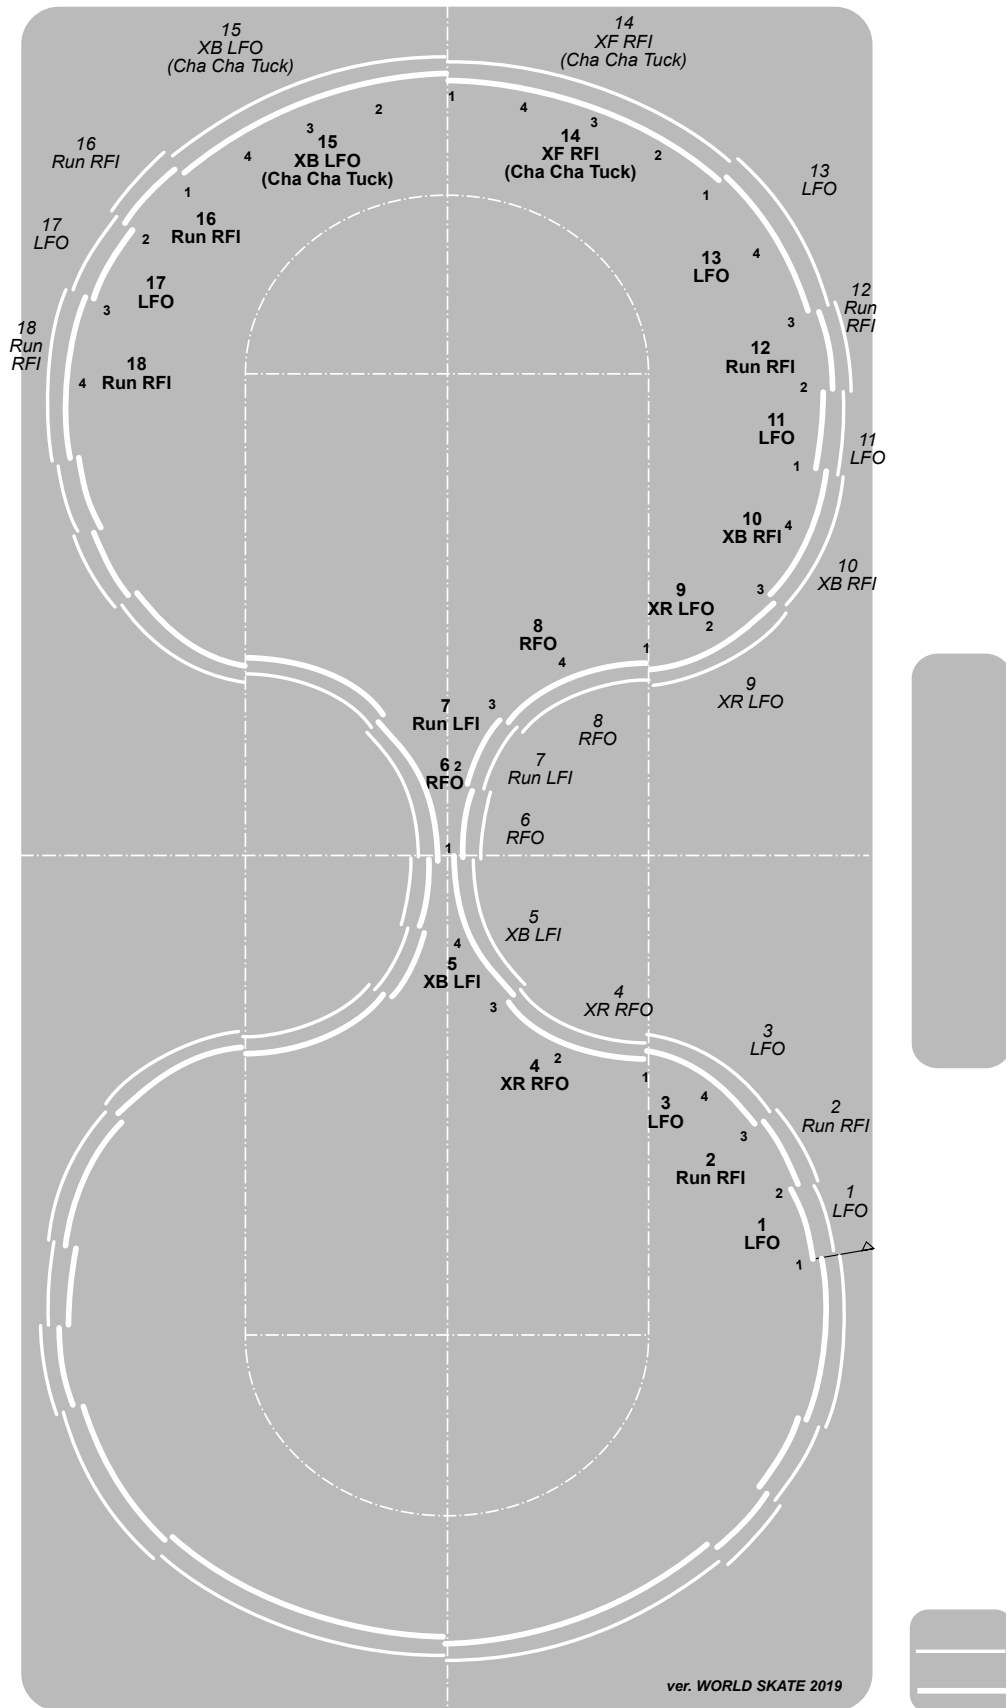 15
XB LFO
(Cha Cha Tuck)
14
XF RFI
(Cha Cha Tuck)
1
4
2
3
3
15
XB LFO
(Cha Cha Tuck)
14
XF RFI
(Cha Cha Tuck)
4
2
16
Run RFI
13
LFO
1
1
17
LFO
16
Run RFI
2
13
LFO
4
17
LFO
3
12
Run
RFI
3
18
Run
RFI
18
Run RFI
4
12
Run RFI
2
11
LFO
11
LFO
1
10
XB RFI
4
10
XB RFI
9
XR LFO
3
8
RFO
2
4
1
9
XR LFO
7
Run LFI
3
8
RFO
6
RFO
2
7
Run LFI
6
RFO
1
5
XB LFI
4
5
XB LFI
3
4
XR RFO
3
LFO
4
XR RFO
2
1
3
LFO
4
2
Run RFI
3
2
Run RFI
2
1
LFO
1
LFO
1
ver. WORLD SKATE 2019